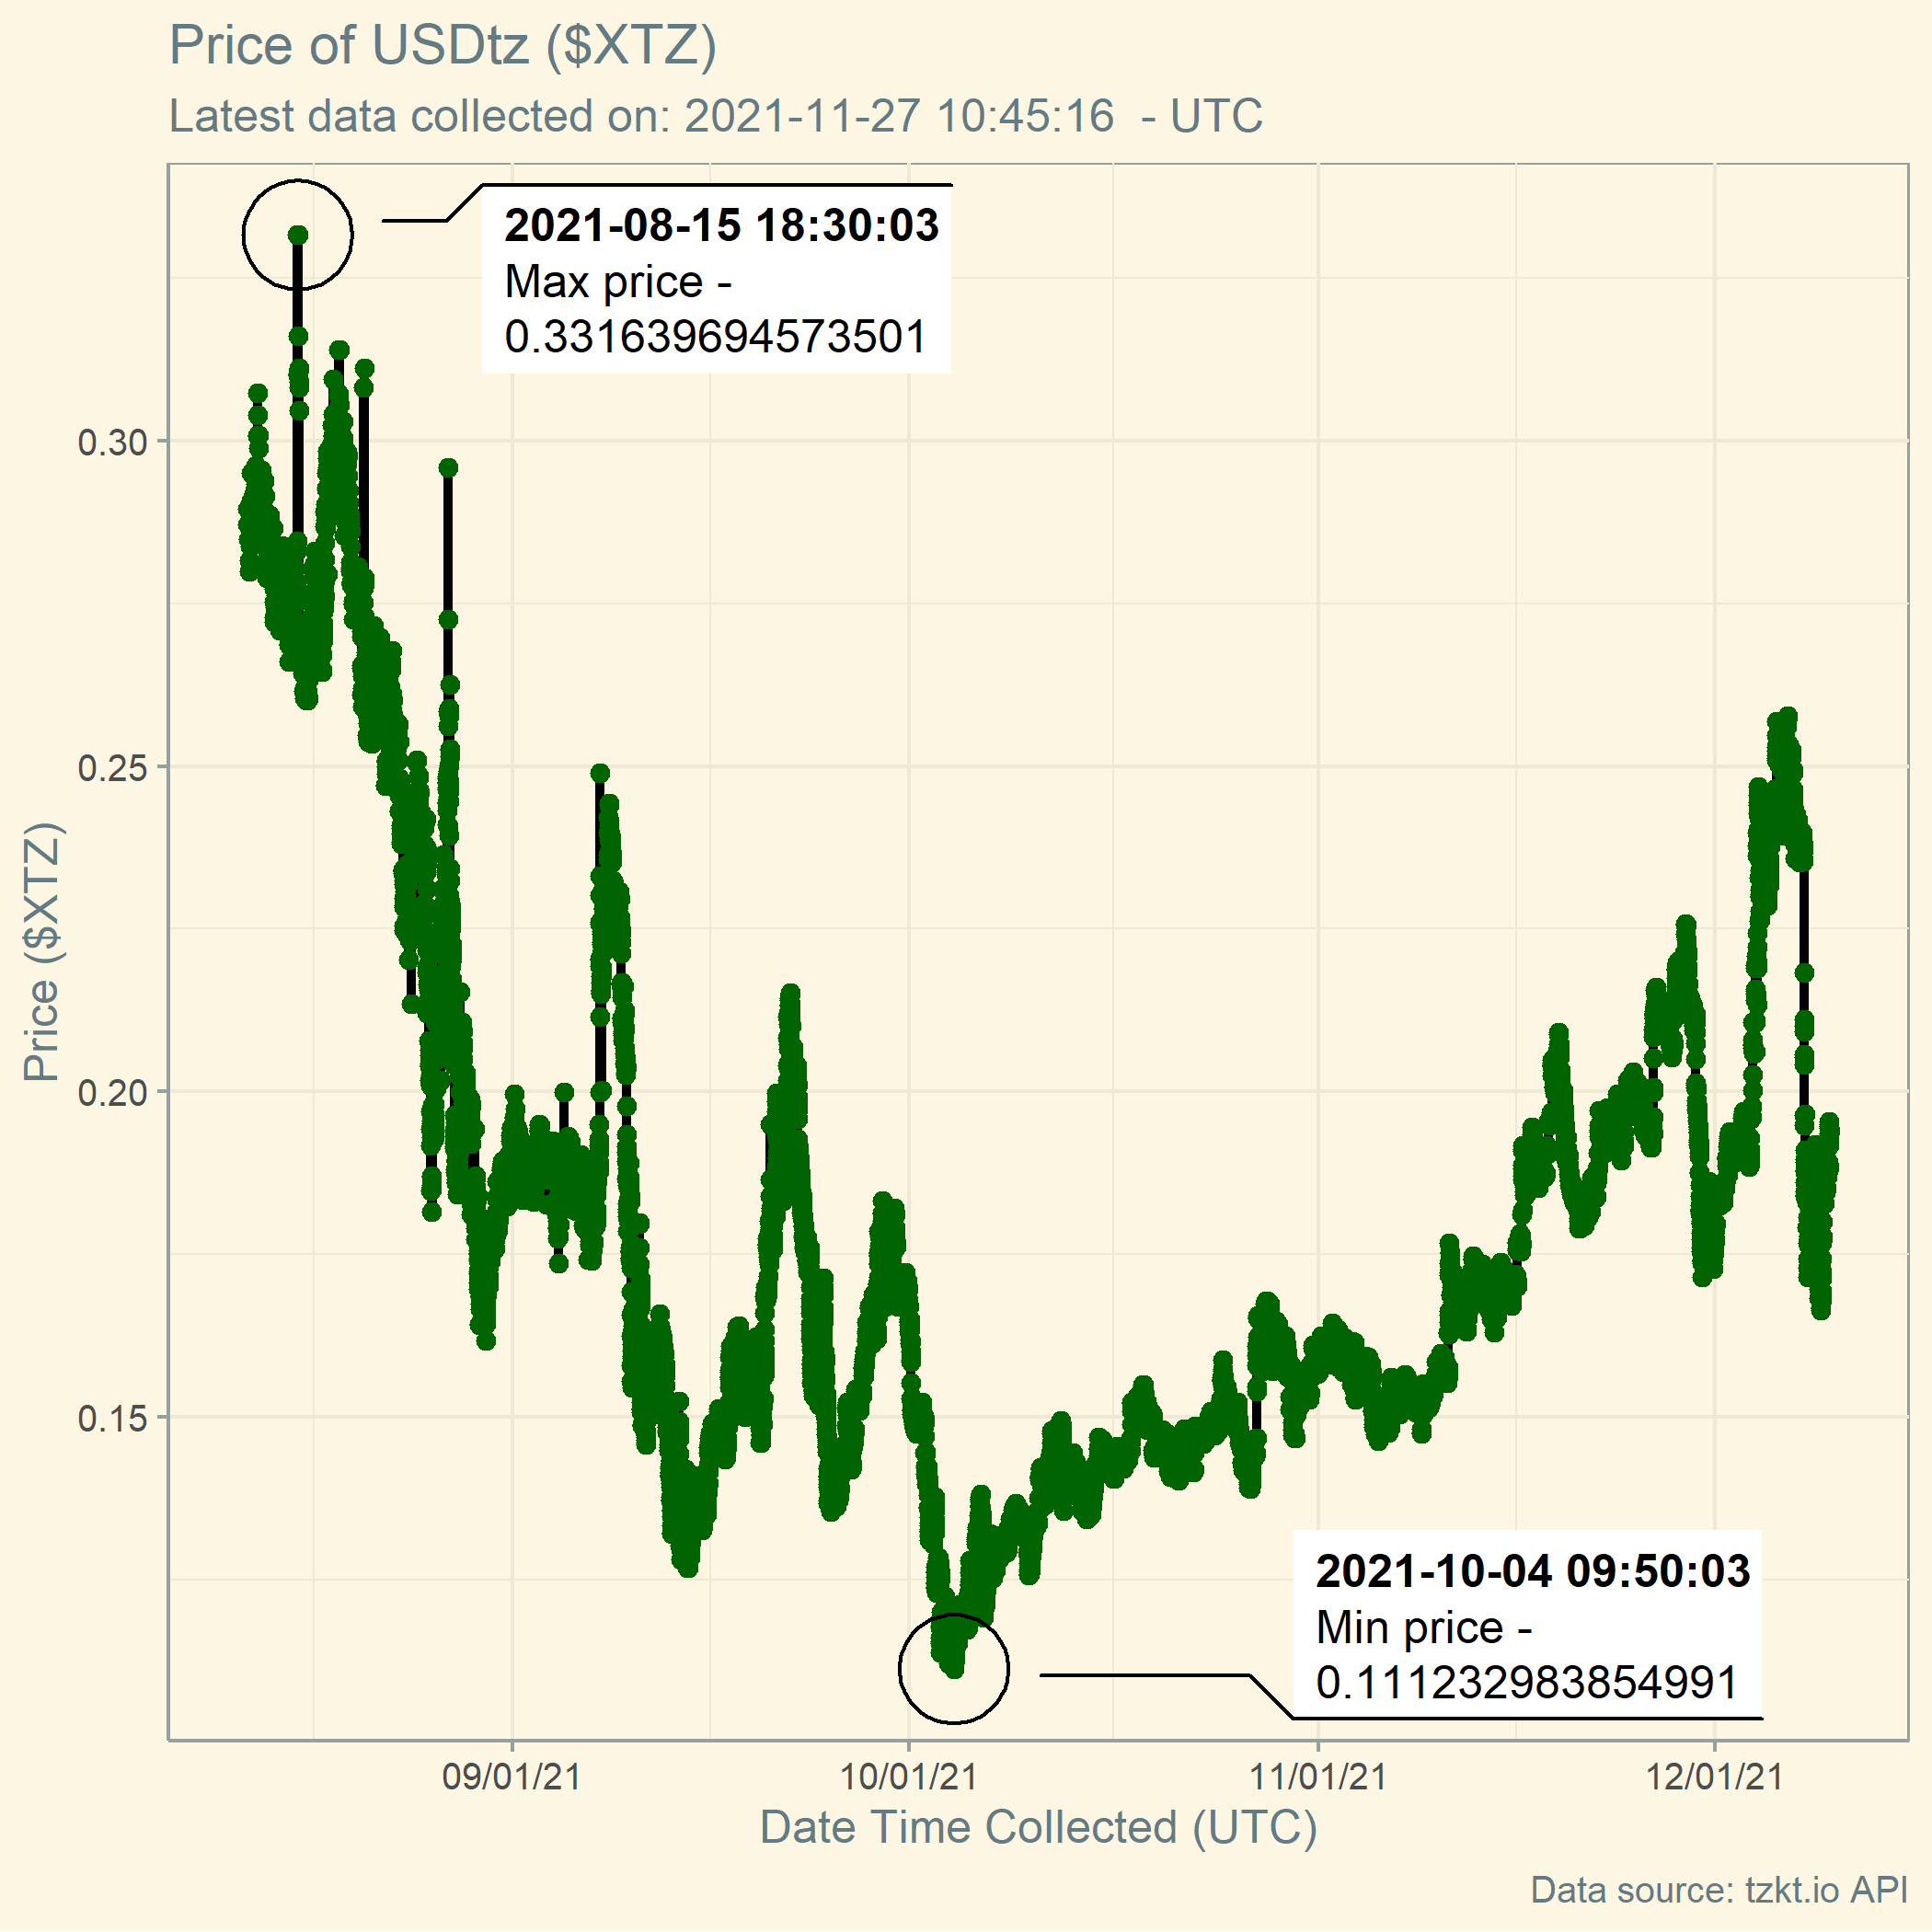 Price of USDtz ($XTZ)
Latest data collected on: 2021-11-27 10:45:16  - UTC
2021-08-15 18:30:03
Max price -
0.331639694573501
0.30
0.25
0.20
0.15
Price ($XTZ)
2021-10-04 09:50:03
Min price -
0.111232983854991
09/01/21
10/01/21
11/01/21
12/01/21
Date Time Collected (UTC)
Data source: tzkt.io API